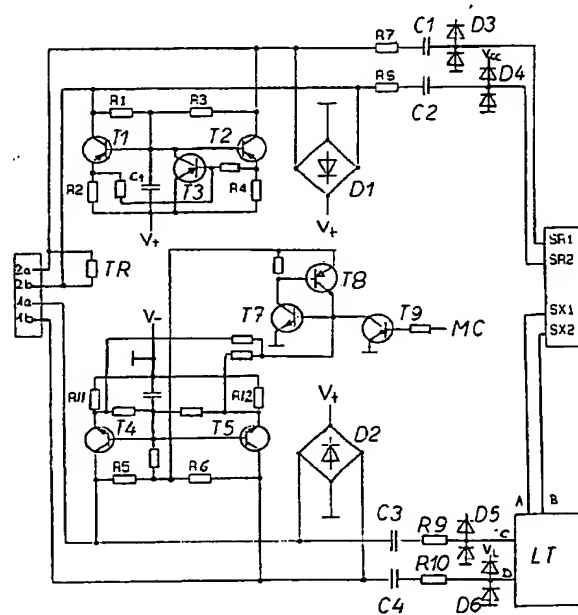 R7 C1 D3
R8 C2 Vcc D4
R1 R3
T1 T2
C1 T3
R2 R4
D1
V+ V+
SR1
SR2
2a TR
2b
1a
1b
T8
T7 T9
MC
SX1
SX2
V-
R11 R12
V+
T4 T5
D2
R5 R6
A B
C3 R9 D5 C
LT
R10 VL D
C4 D6